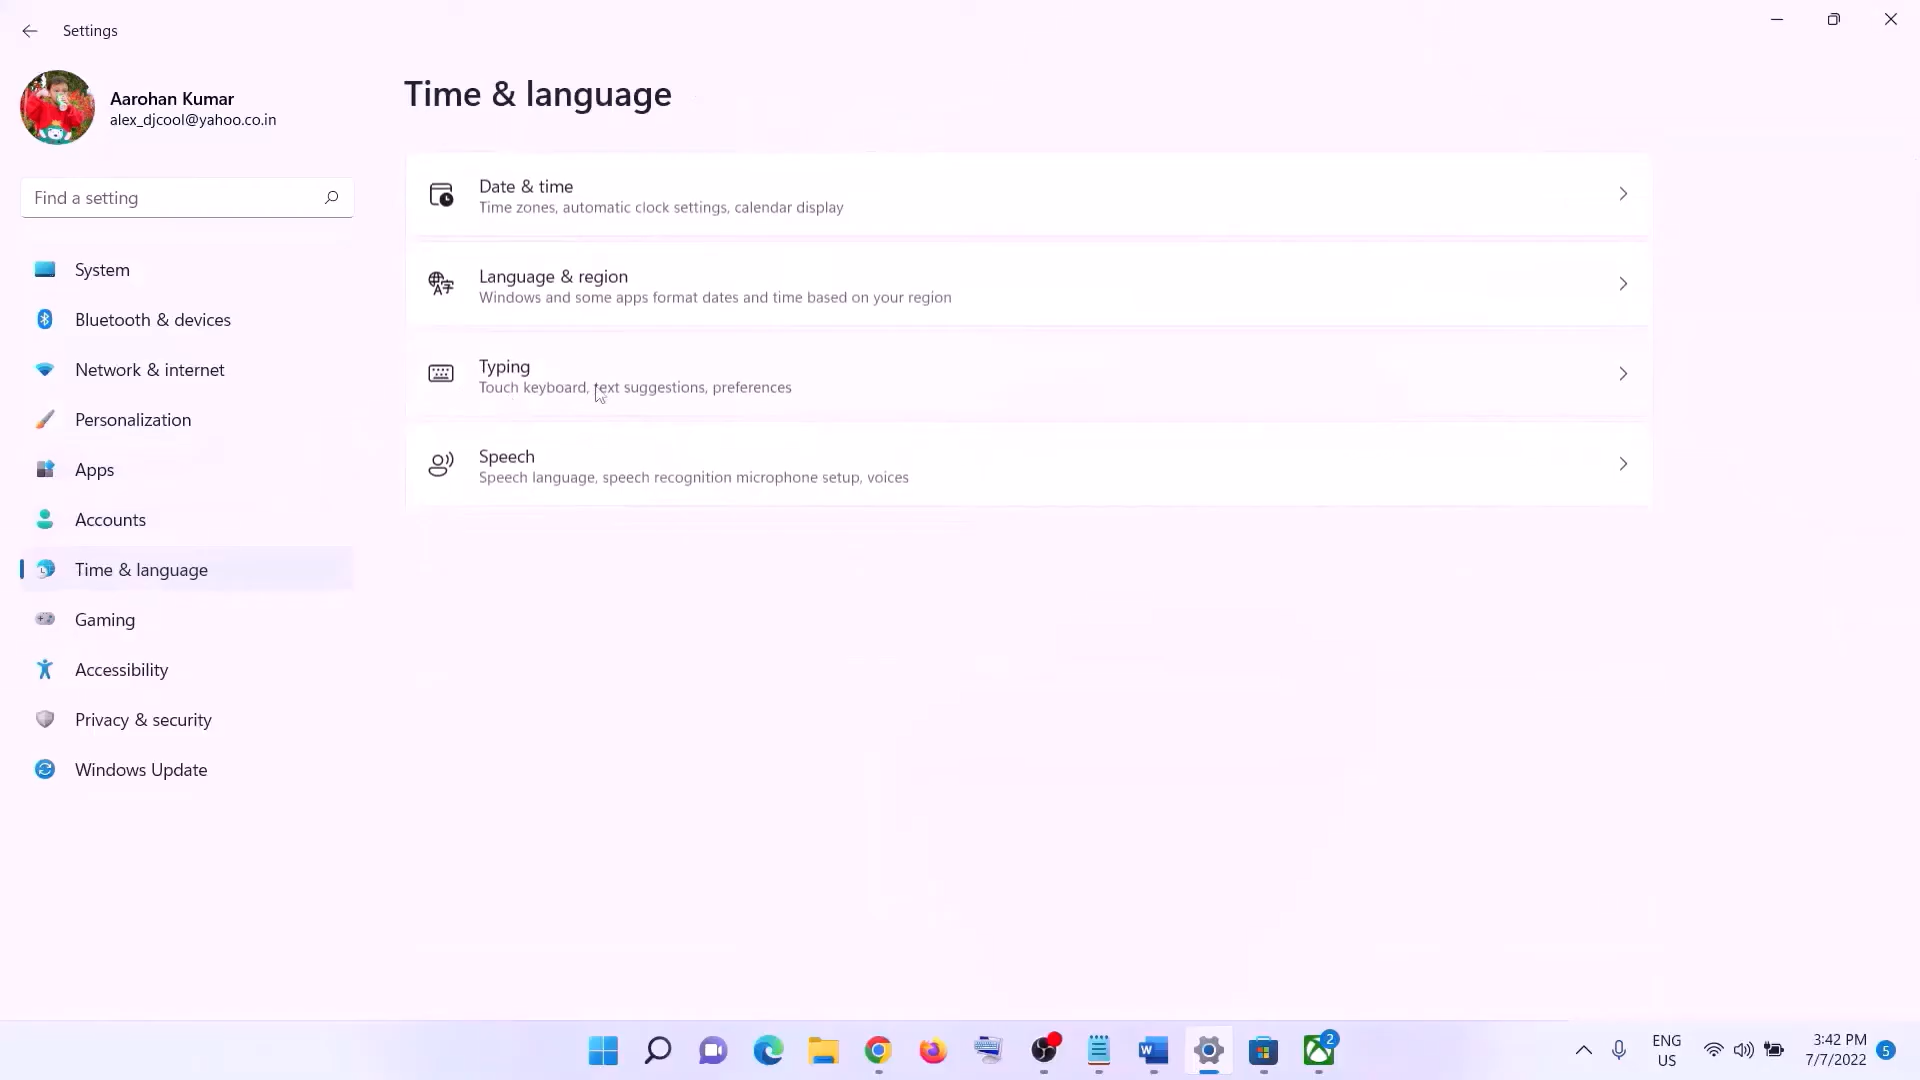 Settings
Aarohan Kumar
alex_djcool@yahoo.co.in
Find a setting
System
Bluetooth & devices
Network & internet
Personalization
Apps
Accounts
Time & language
Gaming
Accessibility
Privacy & security
Windows Update
Time & language
Date & time
Time zones, automatic clock settings, calendar display
Language & region
Windows and some apps format dates and time based on your region
Typing
Touch keyboard, text suggestions, preferences
Speech
Speech language, speech recognition microphone setup, voices
2
ENG
US
3:42 PM
7/7/2022
5